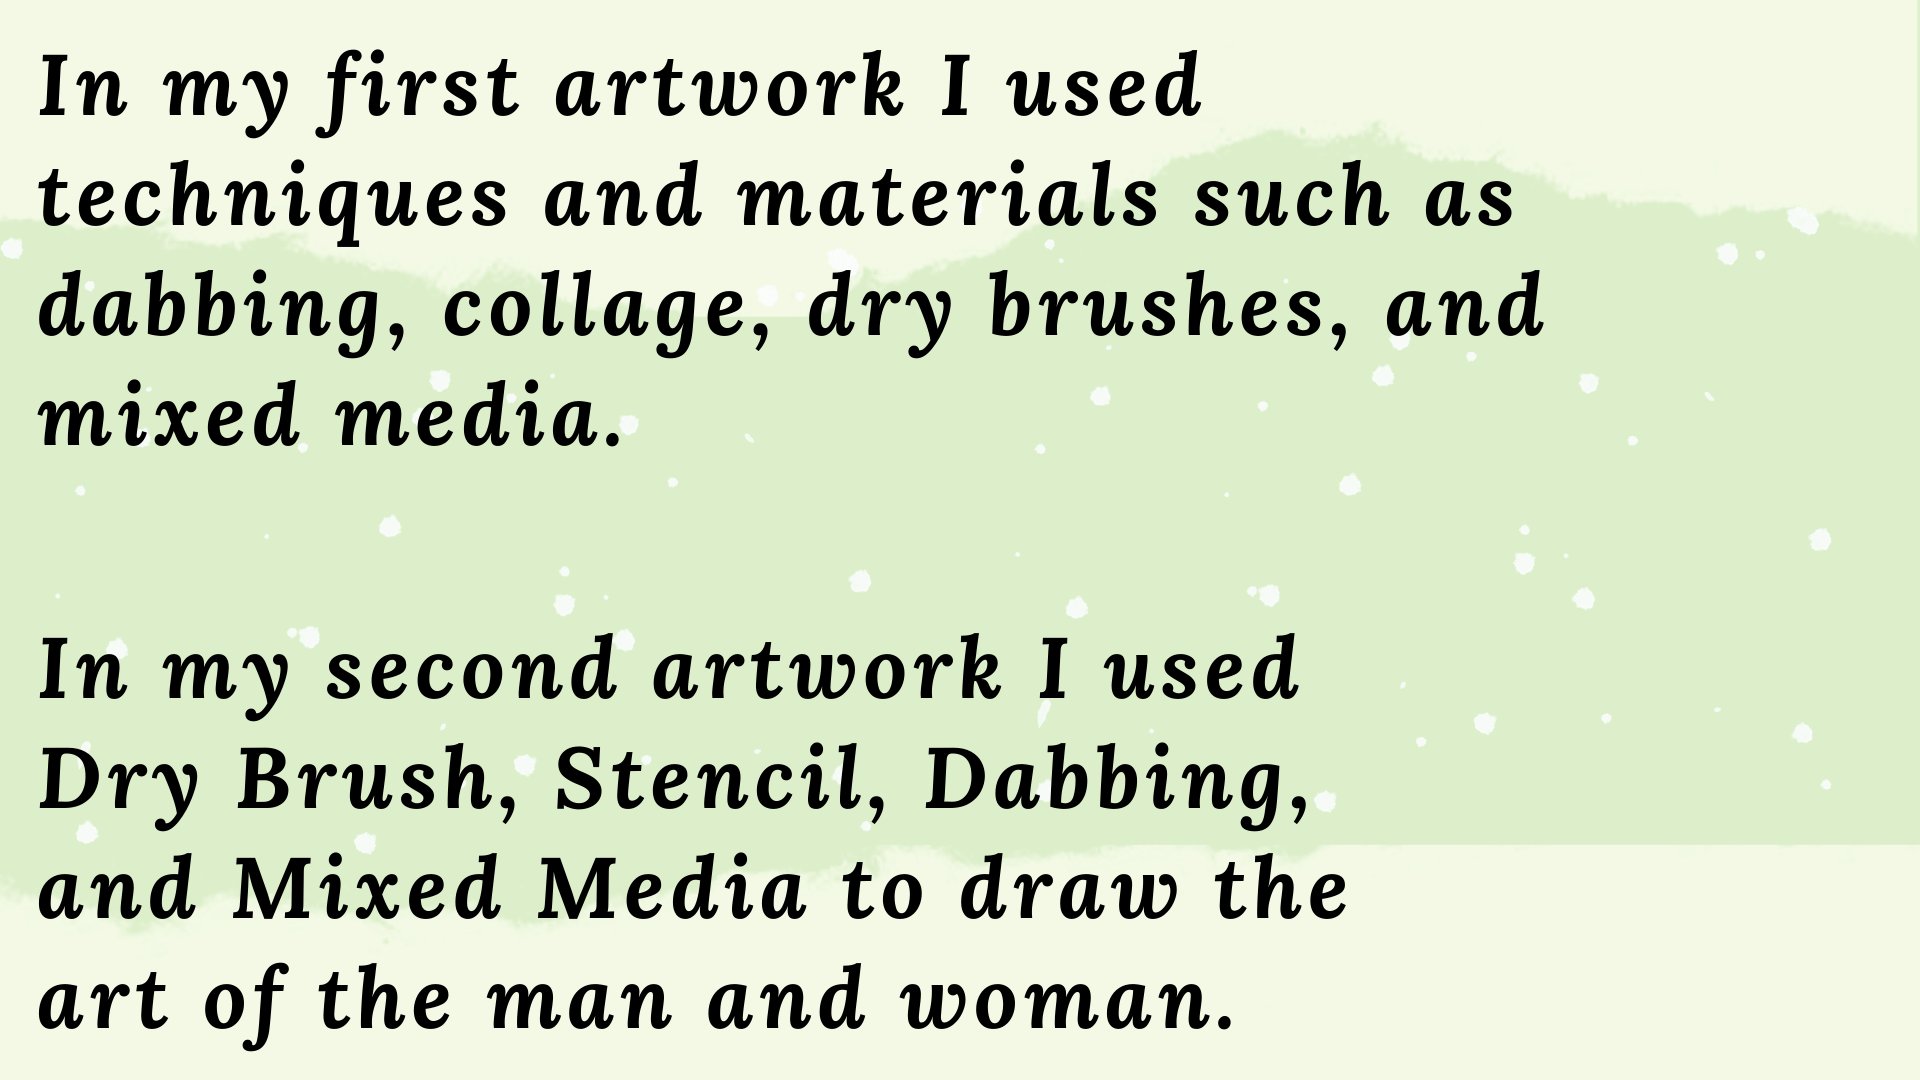 In my first artwork I used
techniques and materials such as
dabbing, collage, dry brushes, and
mixed media.
In my second artwork I used
Dry Brush, Stencil, Dabbing,
and Mixed Media to draw the
art of the man and woman.